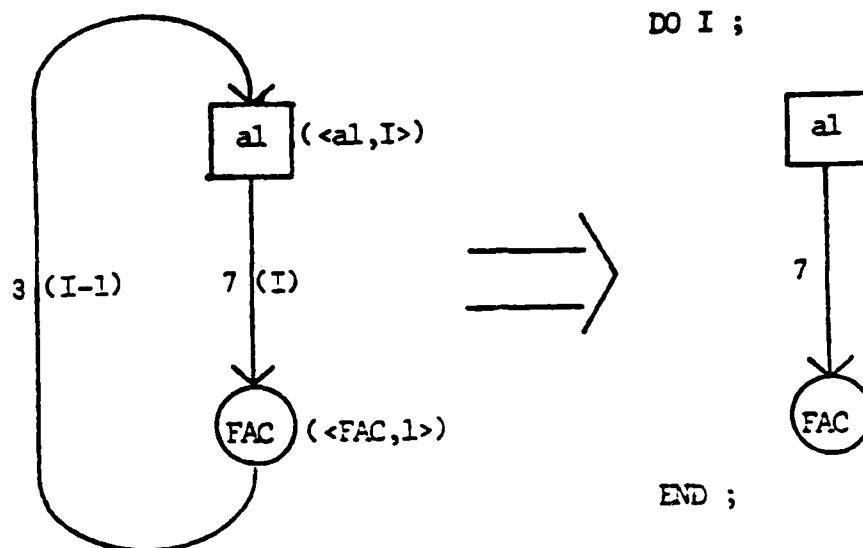 DO I ;
a1 (<a1,I>)
a1
3 (I-1)
7 (I)
7
FAC (<FAC,1>)
FAC
END ;